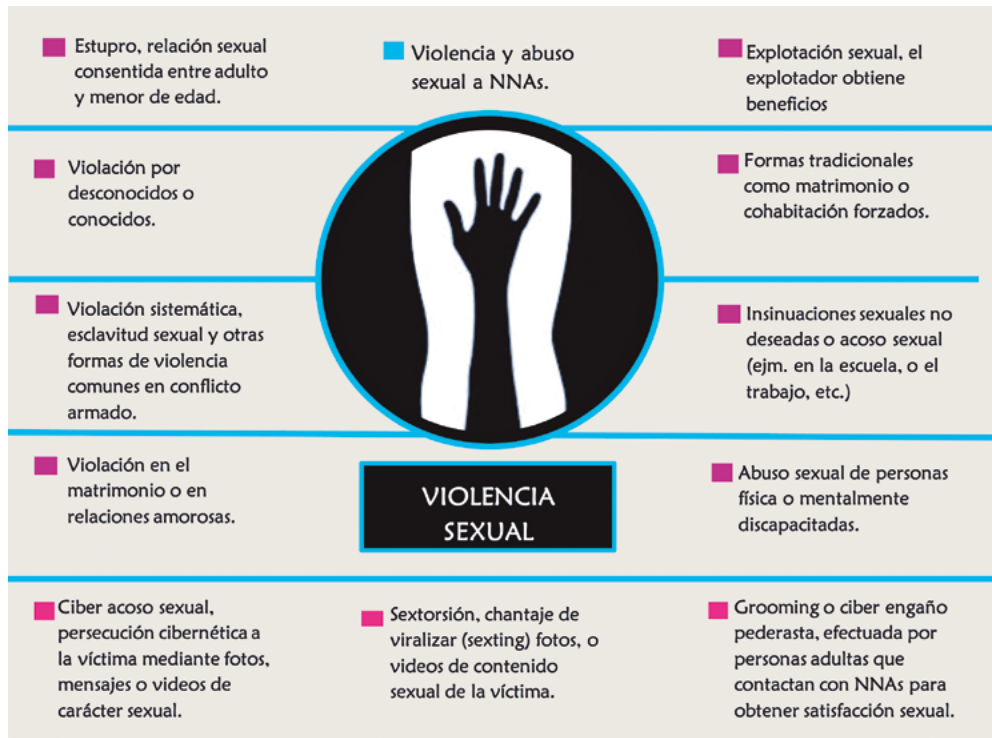 Estupro, relación sexual
consentida entre adulto
y menor de edad.
Violencia y abuso
sexual a NNAs.
Explotación sexual, el
explotador obtiene
beneficios
Violación por
desconocidos o
conocidos.
Formas tradicionales
como matrimonio o
cohabitación forzados.
Violación sistemática,
esclavitud sexual y otras
formas de violencia
comunes en conflicto
armado.
Insinuaciones sexuales no
deseadas o acoso sexual
(ejm. en la escuela, o el
trabajo, etc.)
Violación en el
matrimonio o en
relaciones amorosas.
VIOLENCIA
SEXUAL
Abuso sexual de personas
física o mentalmente
discapacitadas.
Ciber acoso sexual,
persecución cibernética a
la víctima mediante fotos,
mensajes o videos de
carácter sexual.
Sextorsión, chantaje de
viralizar (sexting) fotos, o
videos de contenido
sexual de la víctima.
Grooming o ciber engaño
pederasta, efectuada por
personas adultas que
contactan con NNAs para
obtener satisfacción sexual.